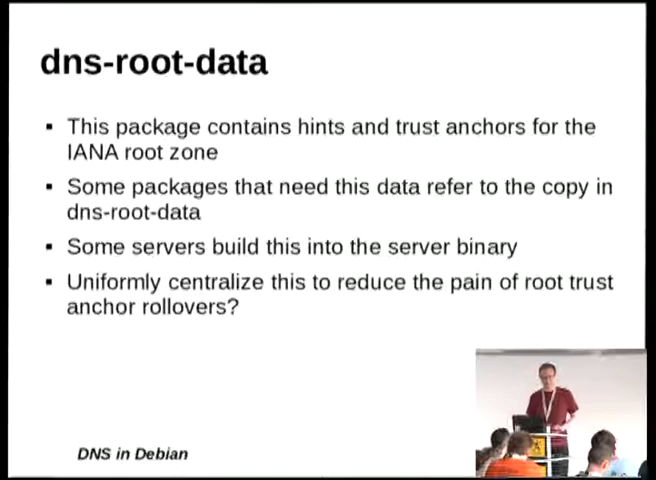 dns-root-data
▪ This package contains hints and trust anchors for the
IANA root zone
▪ Some packages that need this data refer to the copy in
dns-root-data
▪ Some servers build this into the server binary
▪ Uniformly centralize this to reduce the pain of root trust
anchor rollovers?
DNS in Debian